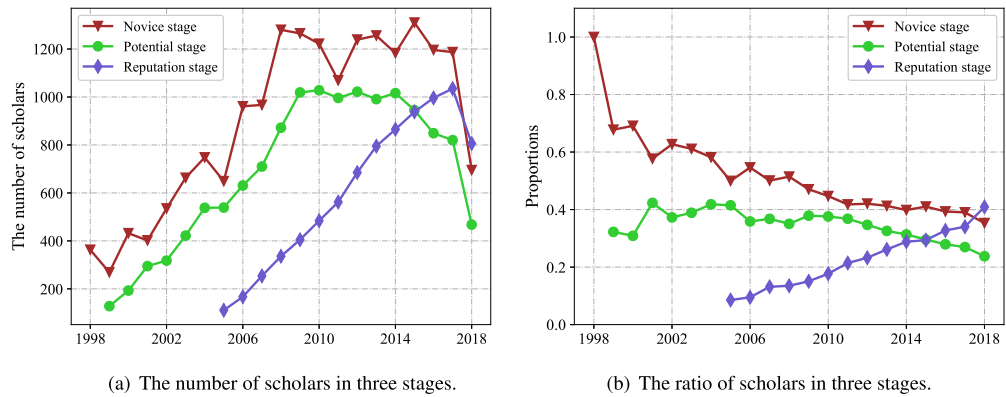 Novice stage
Potential stage
Reputation stage
The number of scholars
1200
1000
800
600
400
200
1998 2002 2006 2010 2014 2018
(a) The number of scholars in three stages.
Novice stage
Potential stage
Reputation stage
Proportions
1.0
0.8
0.6
0.4
0.2
0.0
1998 2002 2006 2010 2014 2018
(b) The ratio of scholars in three stages.